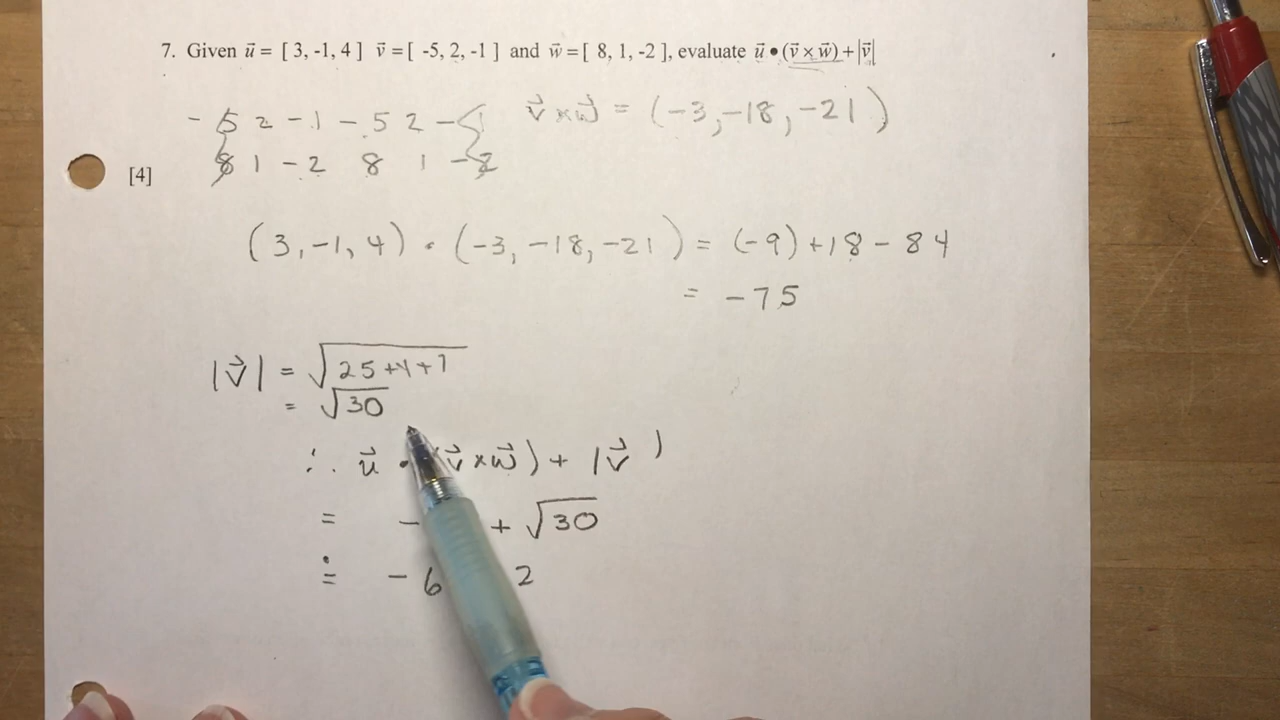 7. Given u⃗ = [ 3, -1, 4 ] v⃗ = [ -5, 2, -1 ] and w⃗ = [ 8, 1, -2 ], evaluate u⃗ • (v⃗ × w⃗) + |v⃗|
- 5 2 - 1 - 5 2 - 1 v⃗ × w⃗ = (-3, -18, -21)
8 1 - 2 8 1 - 2
[4]
(3, -1, 4) • (-3, -18, -21) = (-9) + 18 - 84
= -75
|v⃗| = √25+4+1
= √30
∴ u⃗ • (v⃗ × w⃗) + |v⃗|
= - + √30
≐ - 6 2